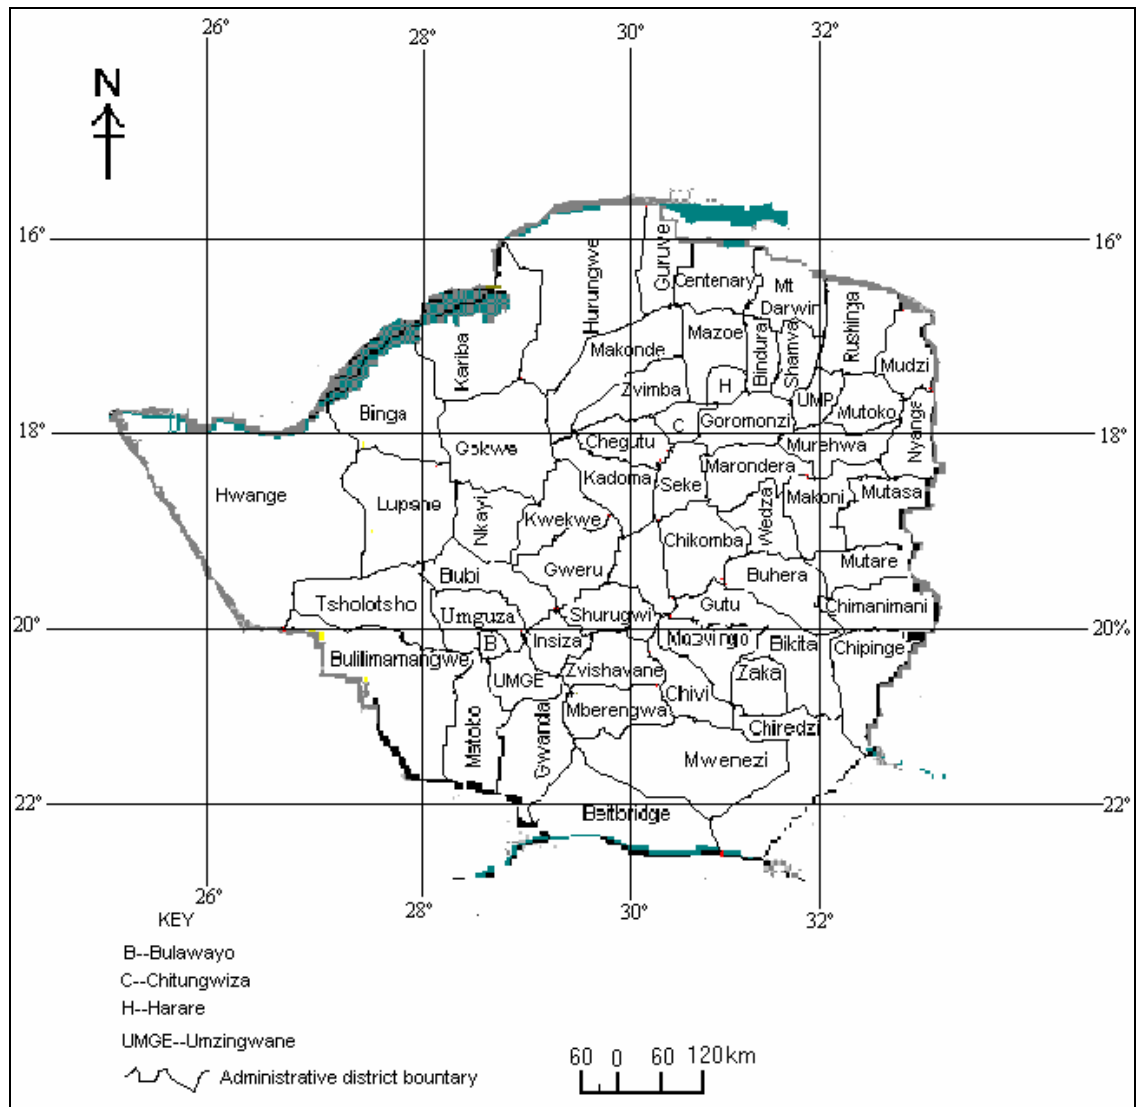 26° 28° 30° 32°
N
16° 16°
Hurungwe
Guruve
Centenary
Mt
Darwin
Rushinga
Kariba
Makonde
Mazoe
Bindura
Shamva
Mudzi
Zvimba
H
UMP
Mutoko
Nyanga
Binga
C
Goromonzi
18° 18°
Gokwe
Chegutu
Murehwa
Hwange
Lupane
Nkayi
Kadoma
Seke
Marondera
Wedza
Makoni
Mutasa
Kwekwe
Chikomba
Mutare
Bubi
Gweru
Buhera
Tsholotsho
Umguza
Shurugwi
Gutu
Chimanimani
20° 20°
Bulilimamangwe
B
Insiza
Masvingo
Bikita
Chipinge
UMGE
Zvishavane
Zaka
Chivi
Mberengwa
Matobo
Gwanda
Chiredzi
Mwenezi
22° 22°
Beitbridge
26° 28° 30° 32°
KEY
B--Bulawayo
C--Chitungwiza
H--Harare
UMGE--Umzingwane
Administrative district bountary
60 0 60 120km